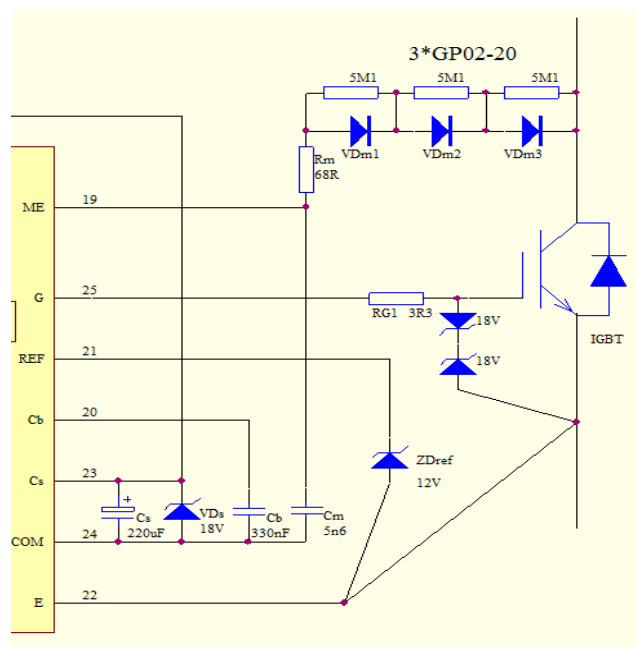 3*GP02-20
5M1 5M1 5M1
VDm1 VDm2 VDm3
Rm
68R
ME 19
G 25
RG1 3R3
18V
IGBT
REF 21
18V
Cb 20
ZDref
12V
Cs 23
+
Cs VDs Cb Cm
220uF 18V 330nF 5n6
COM 24
E 22